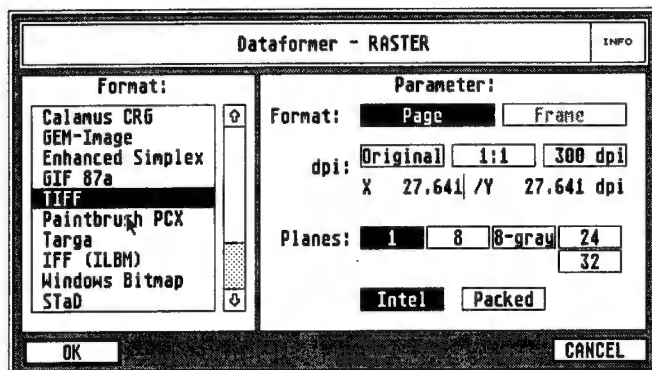 Dataformer - RASTER
INFO
Format:
Calamus CRG
GEM-Image
Enhanced Simplex
GIF 87a
TIFF
Paintbrush PCX
Targa
IFF (ILBM)
Windows Bitmap
STaD
OK
Parameter:
Format: Page Frame
dpi: Original 1:1 300 dpi
X 27.641 /Y 27.641 dpi
Planes: 1 8 8-gray 24
32
Intel Packed
CANCEL